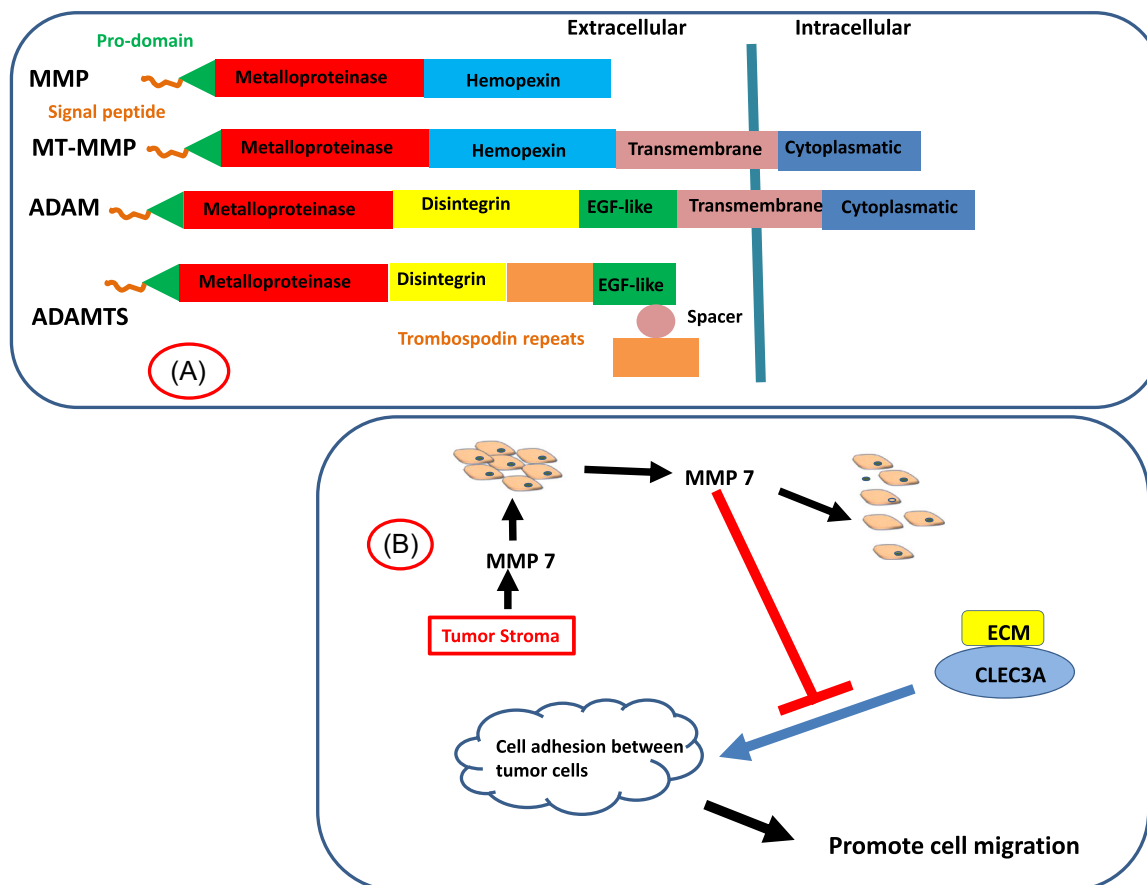 Extracellular
Intracellular
Pro-domain
MMP
Metalloproteinase
Hemopexin
Signal peptide
MT-MMP
Metalloproteinase
Hemopexin
Transmembrane
Cytoplasmatic
ADAM
Metalloproteinase
Disintegrin
EGF-like
Transmembrane
Cytoplasmatic
Metalloproteinase
Disintegrin
EGF-like
ADAMTS
Spacer
Trombospodin repeats
(A)
MMP 7
(B)
MMP 7
Tumor Stroma
ECM
CLEC3A
Cell adhesion between
tumor cells
Promote cell migration